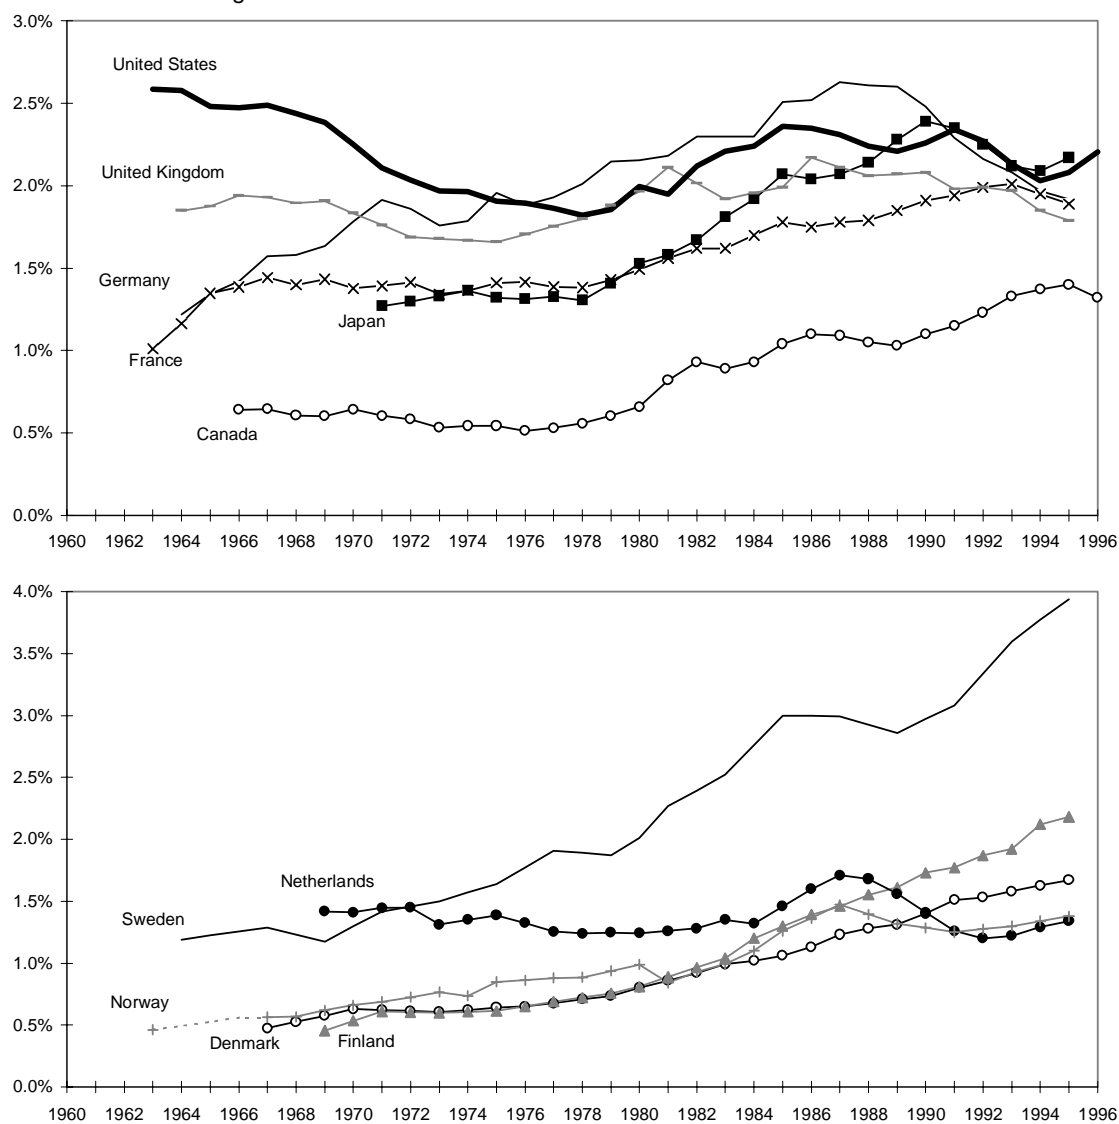 3.0%
United States
2.5%
2.0%
United Kingdom
1.5%
Germany
Japan
1.0%
France
0.5%
Canada
0.0%
1960 1962 1964 1966 1968 1970 1972 1974 1976 1978 1980 1982 1984 1986 1988 1990 1992 1994 1996
4.0%
3.5%
3.0%
2.5%
2.0%
Netherlands
1.5%
Sweden
1.0%
Norway
0.5%
Denmark
Finland
0.0%
1960 1962 1964 1966 1968 1970 1972 1974 1976 1978 1980 1982 1984 1986 1988 1990 1992 1994 1996